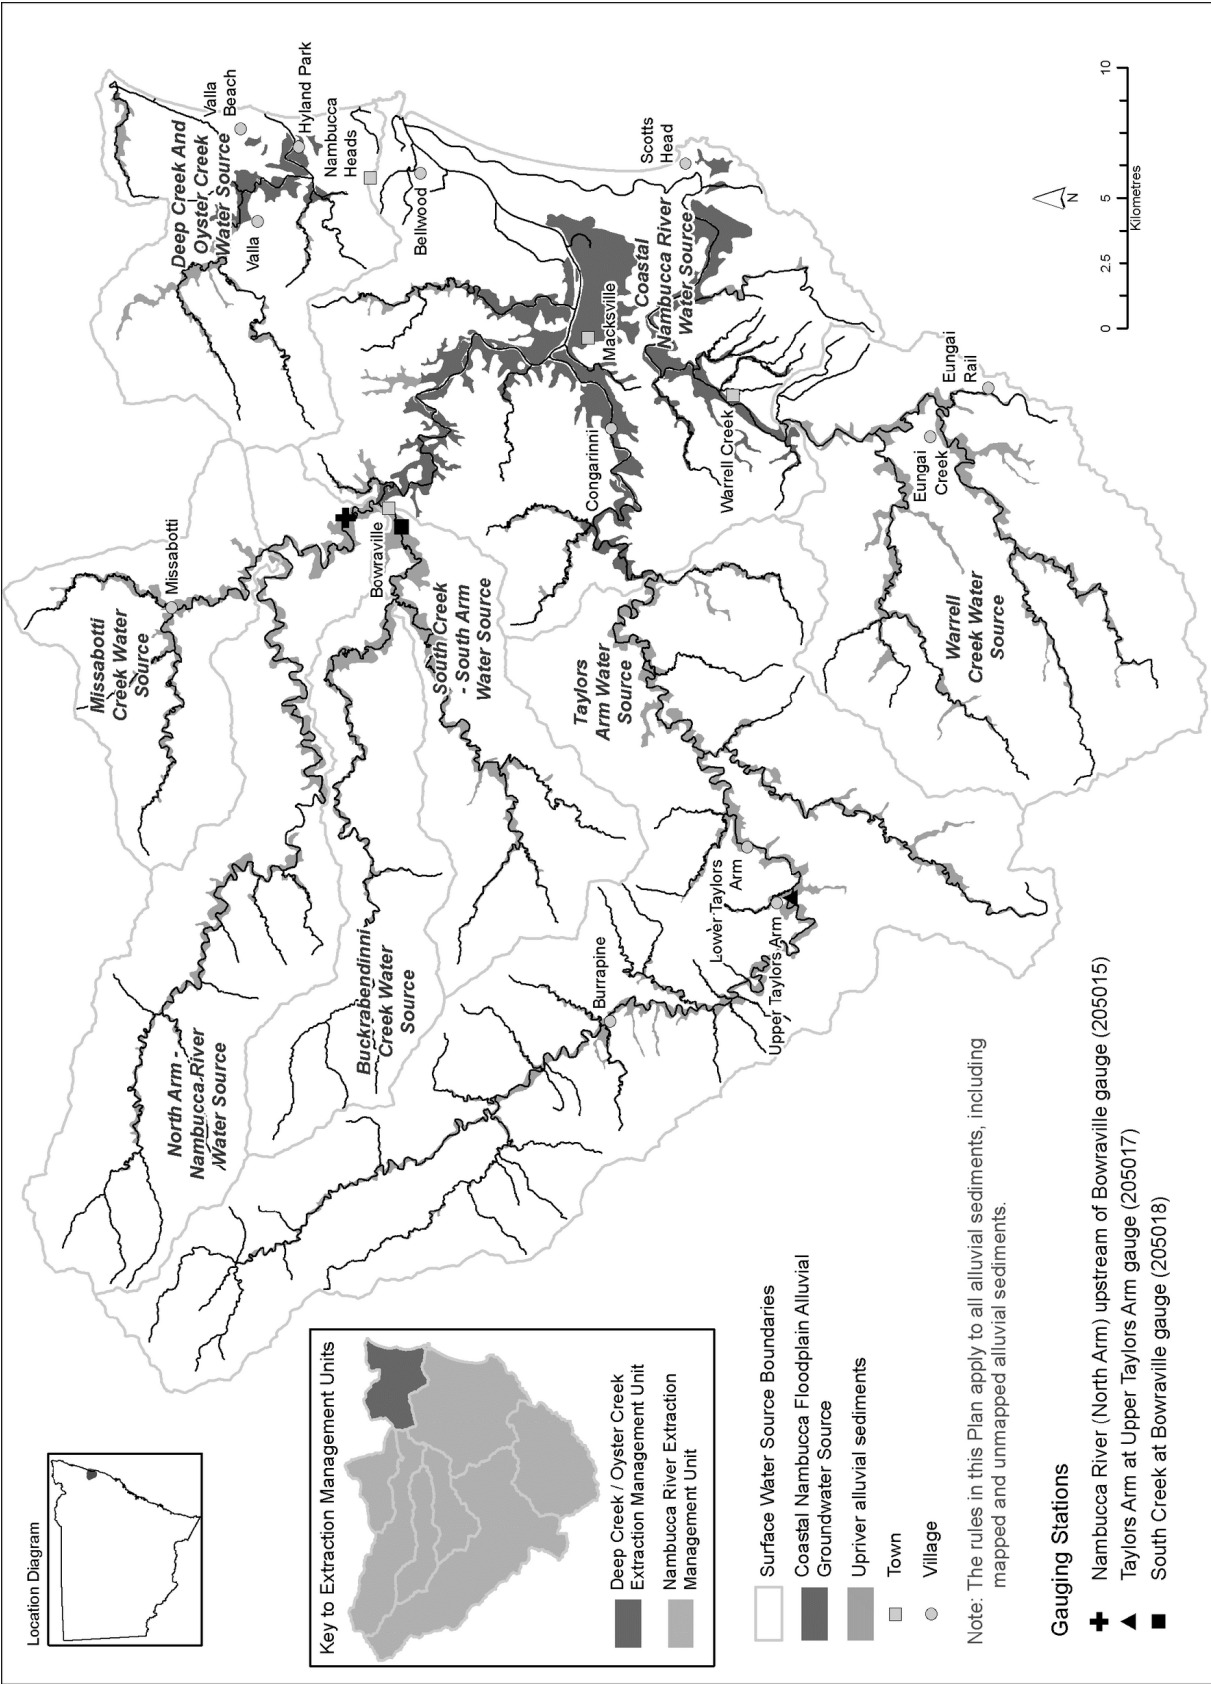 Location Diagram
Key to Extraction Management Units
Deep Creek / Oyster Creek
Extraction Management Unit
Nambucca River Extraction
Management Unit
Surface Water Source Boundaries
Coastal Nambucca Floodplain Alluvial
Groundwater Source
Upriver alluvial sediments
Town
Village
Note: The rules in this Plan apply to all alluvial sediments, including
mapped and unmapped alluvial sediments.
Gauging Stations
Nambucca River (North Arm) upstream of Bowraville gauge (205015)
Taylors Arm at Upper Taylors Arm gauge (205017)
South Creek at Bowraville gauge (205018)
North Arm -
Nambucca River
Water Source
Buckrabendinni
Creek Water
Source
Burrapine
Upper Taylors Arm
Lower Taylors
Arm
Missabotti
Creek Water
Source
Missabotti
Bowraville
South Creek
- South Arm
Water Source
Taylors
Arm Water
Source
Warrell
Creek Water
Source
Congarinni
Warrell Creek
Eungai
Creek
Eungai
Rail
Macksville
Coastal
Nambucca River
Water Source
Deep Creek And
Oyster Creek
Water Source
Valla
Valla
Beach
Hyland Park
Nambucca
Heads
Bellwood
Scotts
Head
N
0
2.5
5
10
Kilometres